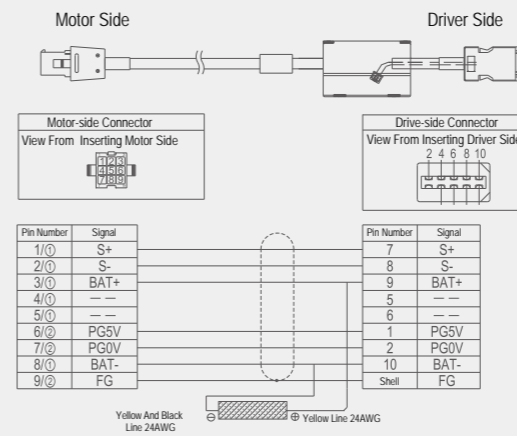 Motor Side
Driver Side
Motor-side Connector
View From Inserting Motor Side
1 2 3
4 5 6
7 8 9
Drive-side Connector
View From Inserting Driver Side
2 4 6 8 10
Pin Number Signal
1/① S+
2/① S-
3/① BAT+
4/① — —
5/① — —
6/② PG5V
7/② PG0V
8/① BAT-
9/② FG
Pin Number Signal
7 S+
8 S-
9 BAT+
5 — —
6 — —
1 PG5V
2 PG0V
10 BAT-
Shell FG
Yellow And Black
Line 24AWG
⊖
⊕ Yellow Line 24AWG